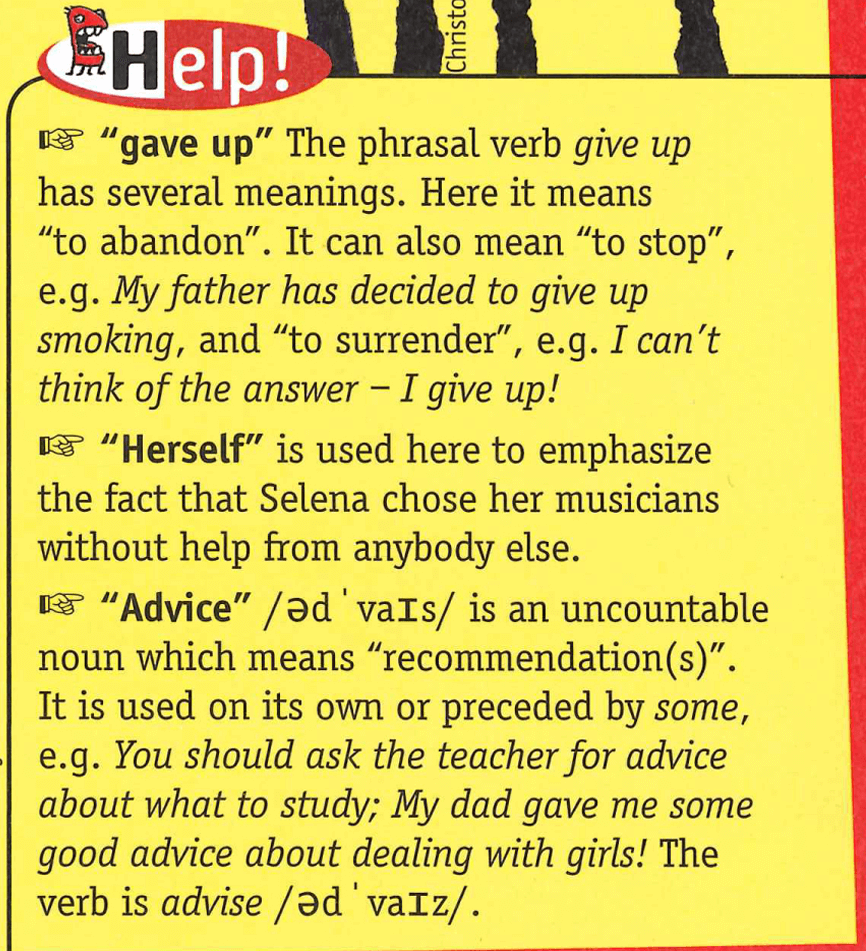 Christo
Help!
☞ "gave up" The phrasal verb give up
has several meanings. Here it means
"to abandon". It can also mean "to stop",
e.g. My father has decided to give up
smoking, and "to surrender", e.g. I can't
think of the answer – I give up!
☞ "Herself" is used here to emphasize
the fact that Selena chose her musicians
without help from anybody else.
☞ "Advice" /ədˈvaɪs/ is an uncountable
noun which means "recommendation(s)".
It is used on its own or preceded by some,
e.g. You should ask the teacher for advice
about what to study; My dad gave me some
good advice about dealing with girls! The
verb is advise /ədˈvaɪz/.